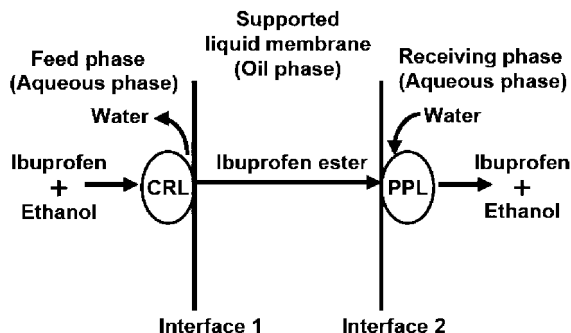 Supported
liquid membrane
(Oil phase)
Feed phase
(Aqueous phase)
Receiving phase
(Aqueous phase)
Water
Water
Ibuprofen
+
Ethanol
CRL
Ibuprofen ester
PPL
Ibuprofen
+
Ethanol
Interface 1
Interface 2